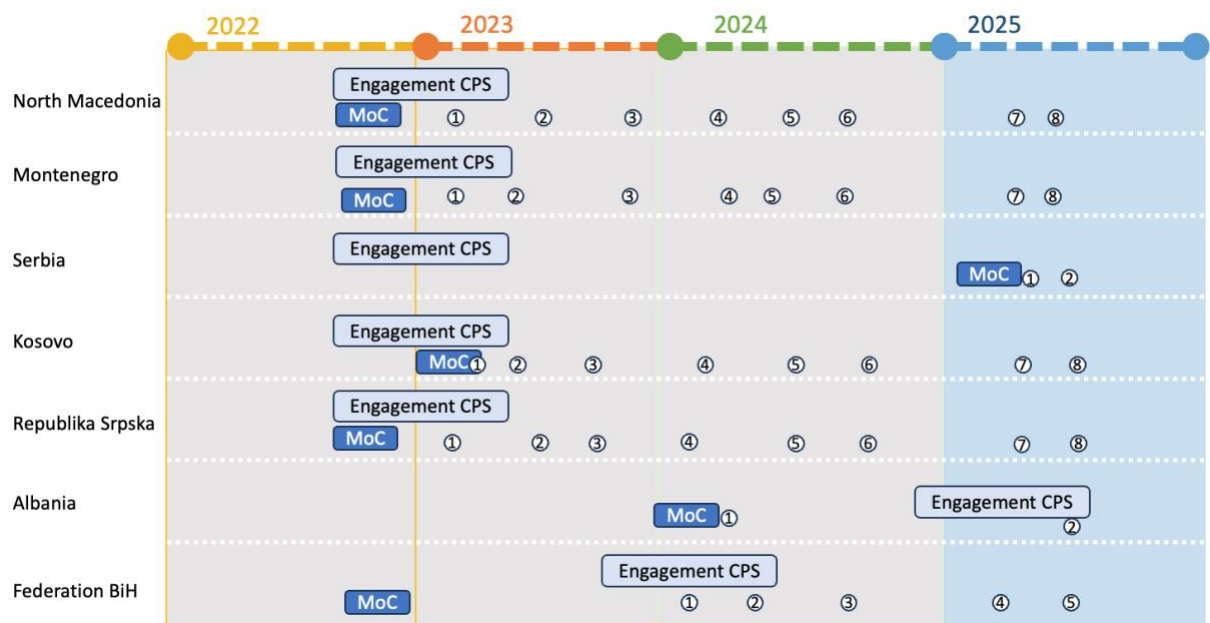 2022 2023 2024 2025
Engagement CPS
North Macedonia
MoC ① ② ③ ④ ⑤ ⑥ ⑦ ⑧
Engagement CPS
Montenegro
MoC ① ② ③ ④ ⑤ ⑥ ⑦ ⑧
Engagement CPS
Serbia
MoC ① ②
Engagement CPS
Kosovo
MoC ① ② ③ ④ ⑤ ⑥ ⑦ ⑧
Engagement CPS
Republika Srpska
MoC ① ② ③ ④ ⑤ ⑥ ⑦ ⑧
Albania
Engagement CPS
MoC ①
②
Engagement CPS
Federation BiH
MoC ① ② ③ ④ ⑤